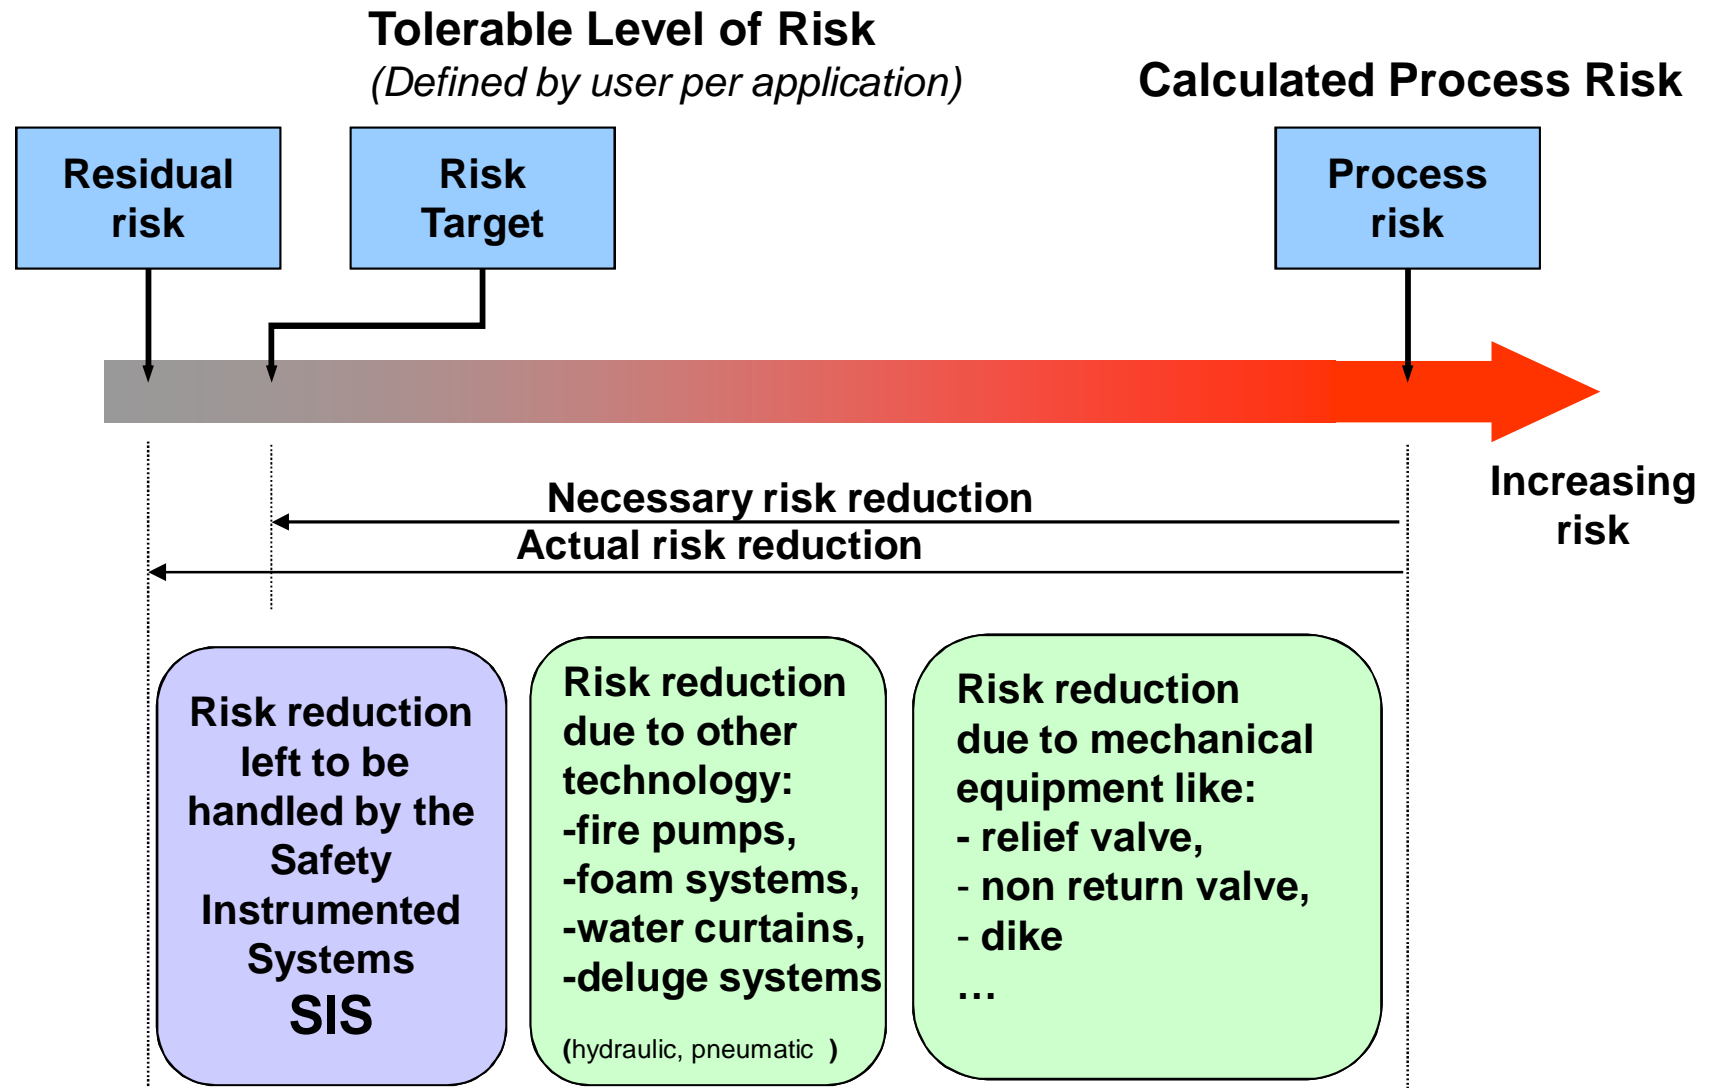 Tolerable Level of Risk
(Defined by user per application)
Calculated Process Risk
Residual
risk
Risk
Target
Process
risk
Increasing
risk
Necessary risk reduction
Actual risk reduction
Risk reduction
left to be
handled by the
Safety
Instrumented
Systems
SIS
Risk reduction
due to other
technology:
-fire pumps,
-foam systems,
-water curtains,
-deluge systems
(hydraulic, pneumatic )
Risk reduction
due to mechanical
equipment like:
- relief valve,
- non return valve,
- dike
…